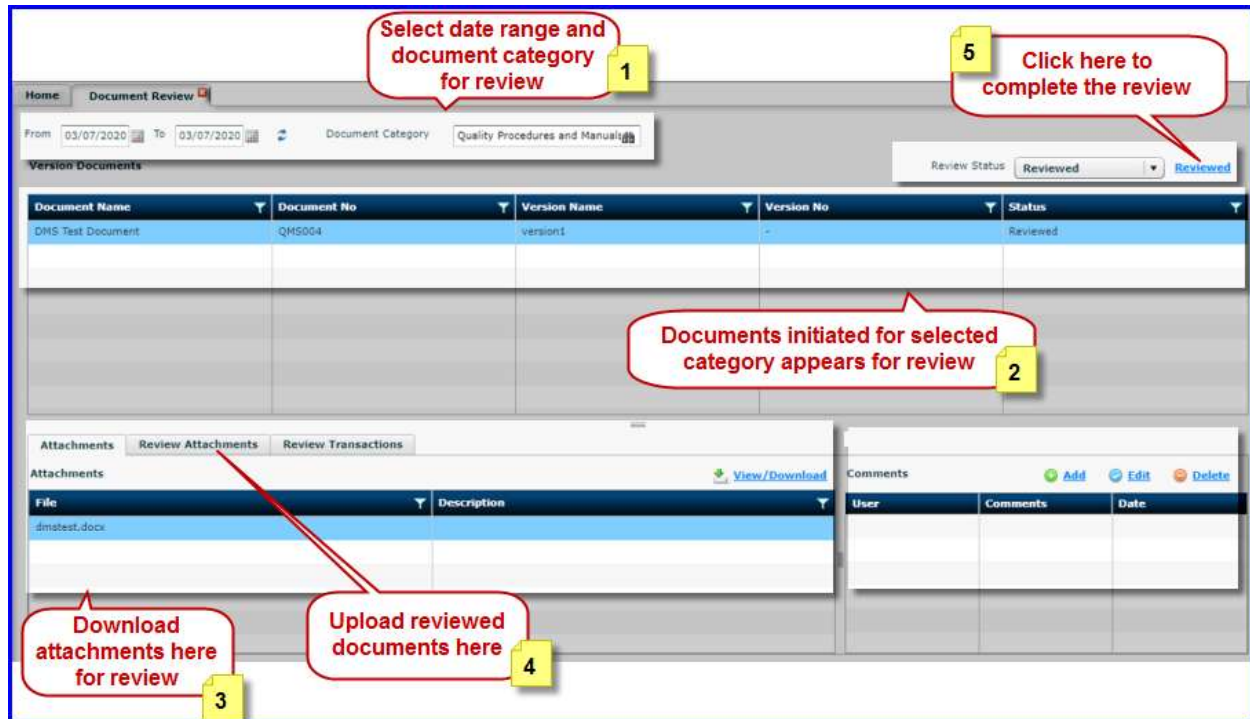 Select date range and
document category
for review
1
5
Click here to
complete the review
Home Document Review
From 03/07/2020 To 03/07/2020 Document Category Quality Procedures and Manuals
Version Documents
Review Status Reviewed Reviewed
Document Name Document No Version Name Version No Status
DMS Test Document QMS004 version1 - Reviewed
Documents initiated for selected
category appears for review
2
Attachments Review Attachments Review Transactions
Attachments View/Download
Comments Add Edit Delete
File Description
User Comments Date
dmstest.docx
Download
attachments here
for review
3
Upload reviewed
documents here
4